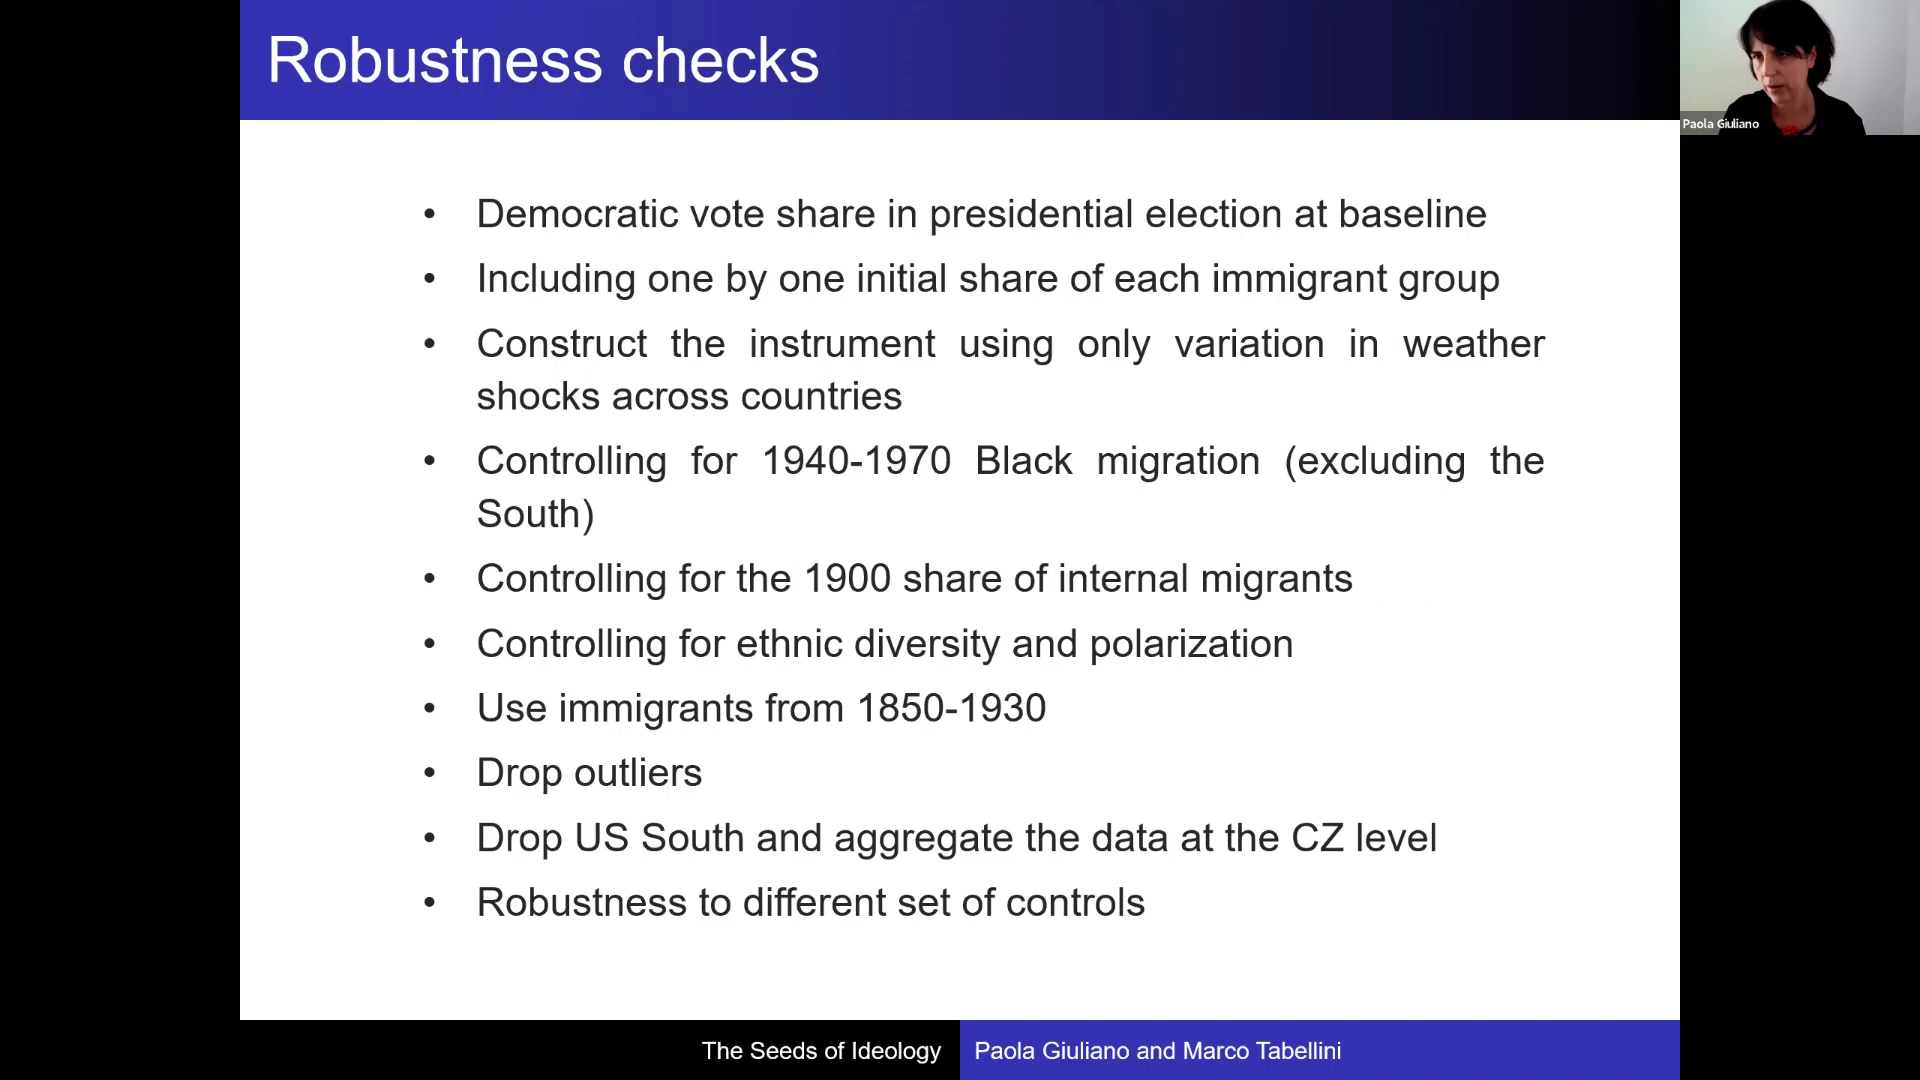 Robustness checks
Paola Giuliano
• Democratic vote share in presidential election at baseline
• Including one by one initial share of each immigrant group
• Construct the instrument using only variation in weather
shocks across countries
• Controlling for 1940-1970 Black migration (excluding the
South)
• Controlling for the 1900 share of internal migrants
• Controlling for ethnic diversity and polarization
• Use immigrants from 1850-1930
• Drop outliers
• Drop US South and aggregate the data at the CZ level
• Robustness to different set of controls
The Seeds of Ideology
Paola Giuliano and Marco Tabellini